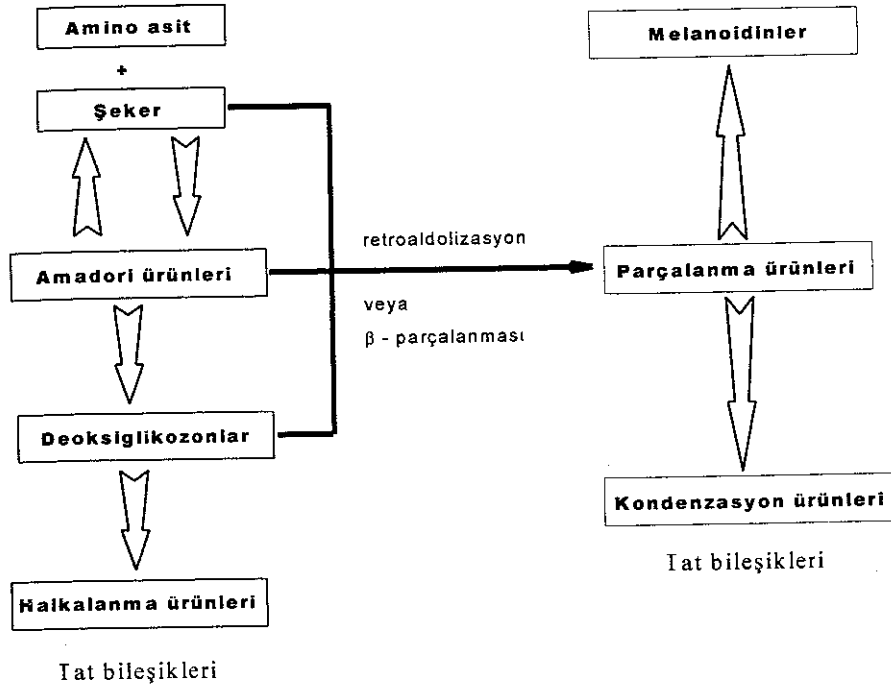 Amino asit
+
Şeker
Amadori ürünleri
Deoksiglikozonlar
Halkalanma ürünleri
Tat bileşikleri
retroaldolizasyon
veya
β - parçalanması
Melanoidinler
Parçalanma ürünleri
Kondenzasyon ürünleri
Tat bileşikleri